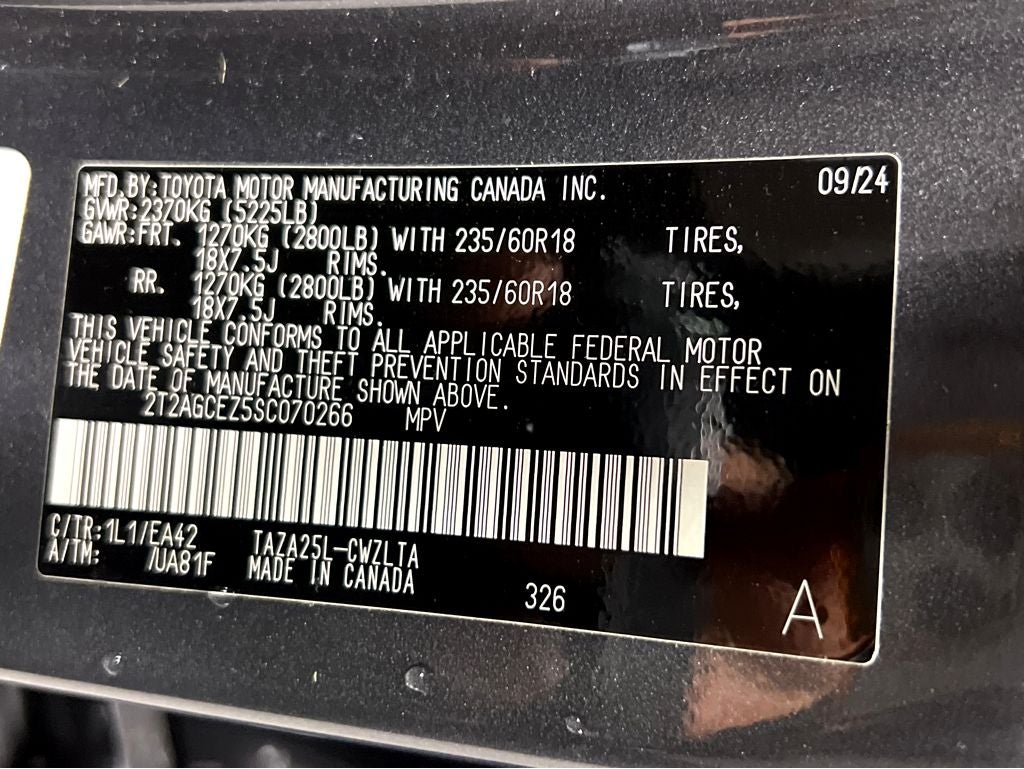 MFD.BY:TOYOTA MOTOR MANUFACTURING CANADA INC. 09/24
GVWR:2370KG (5225LB)
GAWR:FRT. 1270KG (2800LB) WITH 235/60R18 TIRES,
18X7.5J RIMS.
RR. 1270KG (2800LB) WITH 235/60R18 TIRES,
18X7.5J RIMS.
THIS VEHICLE CONFORMS TO ALL APPLICABLE FEDERAL MOTOR
VEHICLE SAFETY AND THEFT PREVENTION STANDARDS IN EFFECT ON
THE DATE OF MANUFACTURE SHOWN ABOVE.
2T2AGCEZ5SC070266 MPV
C/TR:1L1/EA42 TAZA25L-CWZLTA
A/TM: /UA81F MADE IN CANADA
326
A